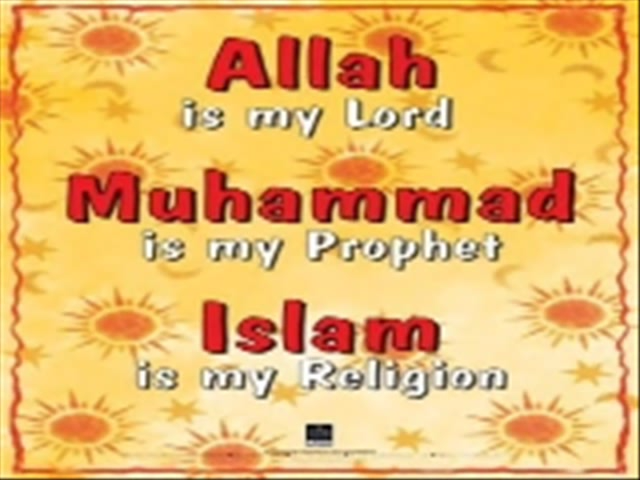 Allah
is my Lord
Muhammad
is my Prophet
Islam
is my Religion